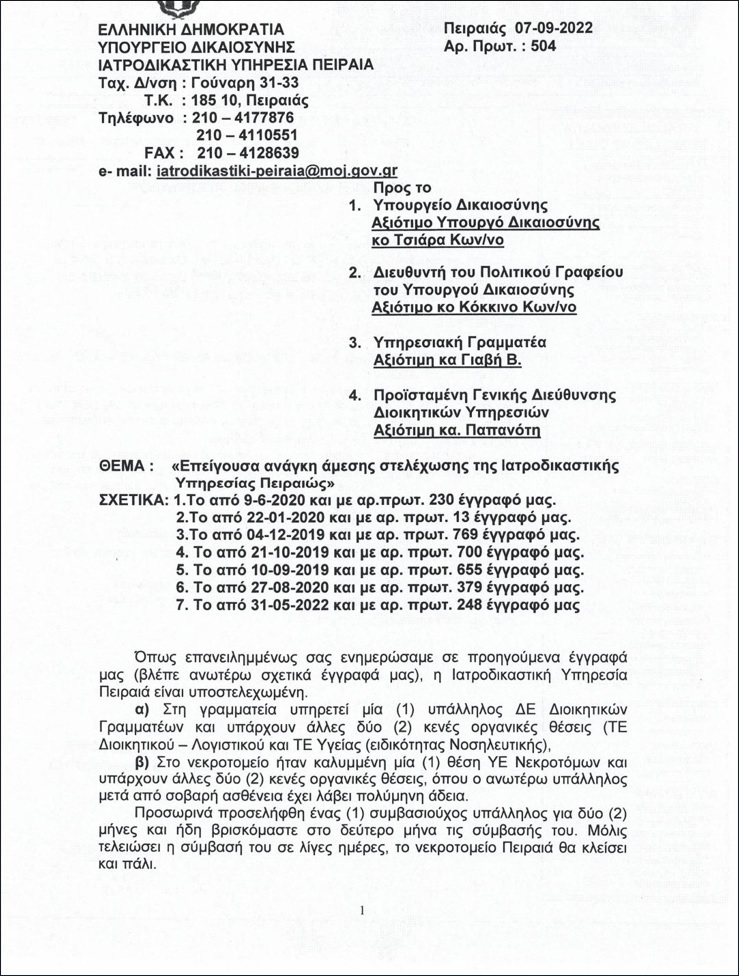 ΕΛΛΗΝΙΚΗ ΔΗΜΟΚΡΑΤΙΑ
ΥΠΟΥΡΓΕΙΟ ΔΙΚΑΙΟΣΥΝΗΣ
ΙΑΤΡΟΔΙΚΑΣΤΙΚΗ ΥΠΗΡΕΣΙΑ ΠΕΙΡΑΙΑ
Ταχ. Δ/νση : Γούναρη 31-33
Τ.Κ. : 185 10, Πειραιάς
Τηλέφωνο : 210 – 4177876
210 – 4110551
FAX : 210 – 4128639
e- mail: iatrodikastiki-peiraia@moj.gov.gr
Πειραιάς 07-09-2022
Αρ. Πρωτ. : 504
Προς το
1. Υπουργείο Δικαιοσύνης
Αξιότιμο Υπουργό Δικαιοσύνης
κο Τσιάρα Κων/νο
2. Διευθυντή του Πολιτικού Γραφείου
του Υπουργού Δικαιοσύνης
Αξιότιμο κο Κόκκινο Κων/νο
3. Υπηρεσιακή Γραμματέα
Αξιότιμη κα Γιαβή Β.
4. Προϊσταμένη Γενικής Διεύθυνσης
Διοικητικών Υπηρεσιών
Αξιότιμη κα. Παπανότη
ΘΕΜΑ : «Επείγουσα ανάγκη άμεσης στελέχωσης της Ιατροδικαστικής
Υπηρεσίας Πειραιώς»
ΣΧΕΤΙΚΑ: 1.Το από 9-6-2020 και με αρ.πρωτ. 230 έγγραφό μας.
2.Το από 22-01-2020 και με αρ. πρωτ. 13 έγγραφό μας.
3.Το από 04-12-2019 και με αρ. πρωτ. 769 έγγραφό μας.
4. Το από 21-10-2019 και με αρ. πρωτ. 700 έγγραφό μας.
5. Το από 10-09-2019 και με αρ. πρωτ. 655 έγγραφό μας.
6. Το από 27-08-2020 και με αρ. πρωτ. 379 έγγραφό μας.
7. Το από 31-05-2022 και με αρ. πρωτ. 248 έγγραφό μας
Όπως επανειλημμένως σας ενημερώσαμε σε προηγούμενα έγγραφά
μας (βλέπε ανωτέρω σχετικά έγγραφά μας), η Ιατροδικαστική Υπηρεσία
Πειραιά είναι υποστελεχωμένη.
α) Στη γραμματεία υπηρετεί μία (1) υπάλληλος ΔΕ Διοικητικών
Γραμματέων και υπάρχουν άλλες δύο (2) κενές οργανικές θέσεις (ΤΕ
Διοικητικού – Λογιστικού και ΤΕ Υγείας (ειδικότητας Νοσηλευτικής),
β) Στο νεκροτομείο ήταν καλυμμένη μία (1) θέση ΥΕ Νεκροτόμων και
υπάρχουν άλλες δύο (2) κενές οργανικές θέσεις, όπου ο ανωτέρω υπάλληλος
μετά από σοβαρή ασθένεια έχει λάβει πολύμηνη άδεια.
Προσωρινά προσελήφθη ένας (1) συμβασιούχος υπάλληλος για δύο (2)
μήνες και ήδη βρισκόμαστε στο δεύτερο μήνα τις σύμβασής του. Μόλις
τελειώσει η σύμβασή του σε λίγες ημέρες, το νεκροτομείο Πειραιά θα κλείσει
και πάλι.
1